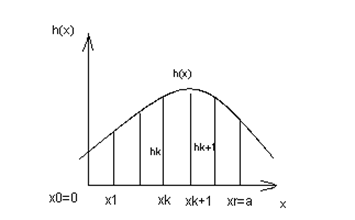 h(x)
h(x)
hk hk+1
x0=0 x1 xk xk+1 xr=a x